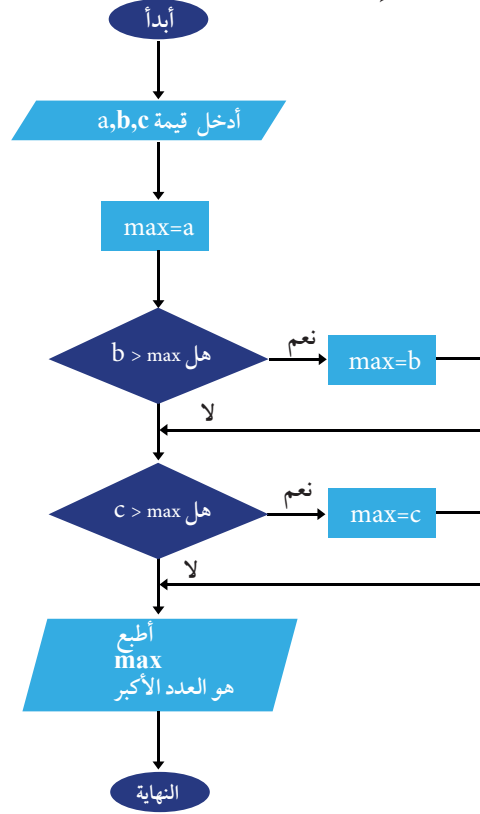 أبدأ
أدخل قيمة a,b,c
max=a
هل b > max
نعم
max=b
لا
هل c > max
نعم
max=c
لا
أطبع
max
هو العدد الأكبر
النهاية